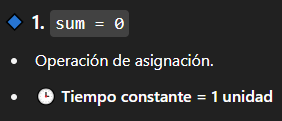 🔷 1. sum = 0
• Operación de asignación.
• 🕒 Tiempo constante = 1 unidad